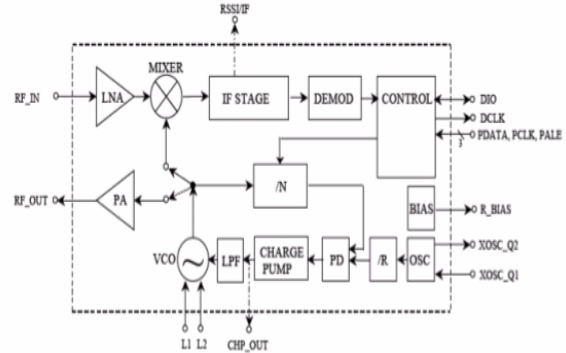 RSSI/IF
MIXER
RF_IN
LNA
IF STAGE
DEMOD
CONTROL
DIO
DCLK
PDATA, PCLK, PALE
3
RF_OUT
PA
/N
BIAS
R_BIAS
VCO
LPF
CHARGE
PUMP
PD
/R
OSC
XOSC_Q2
XOSC_Q1
L1 L2
CHP_OUT